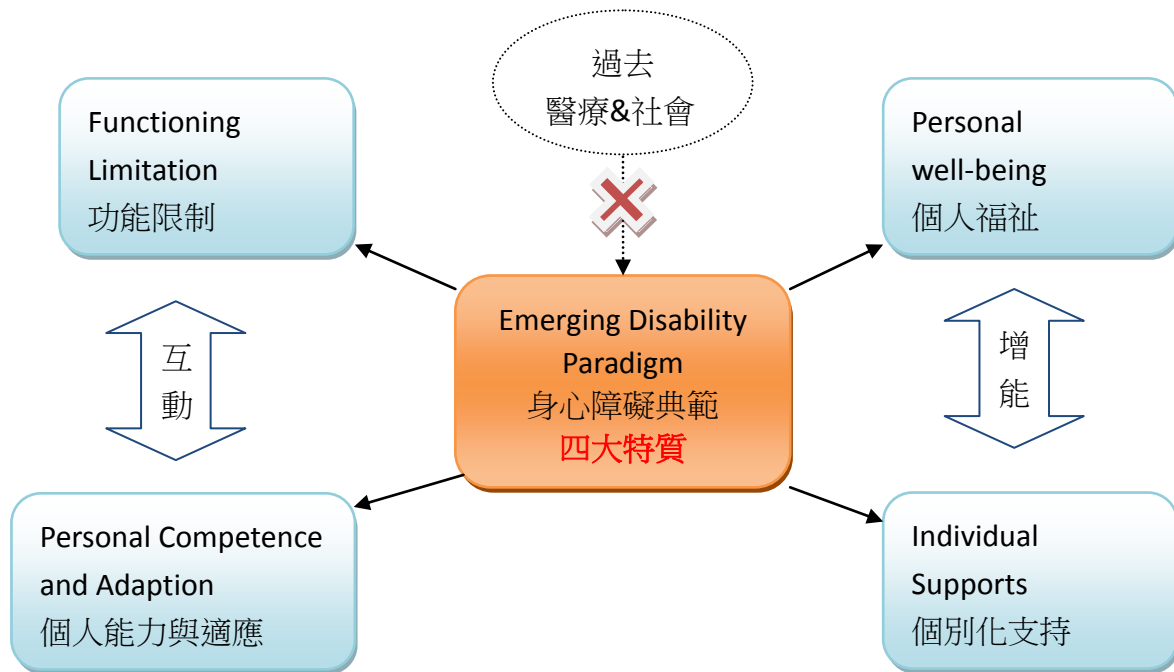 過去
醫療&社會
Functioning
Limitation
功能限制
Personal
well-being
個人福祉
互
動
Emerging Disability
Paradigm
身心障礙典範
四大特質
增
能
Personal Competence
and Adaption
個人能力與適應
Individual
Supports
個別化支持